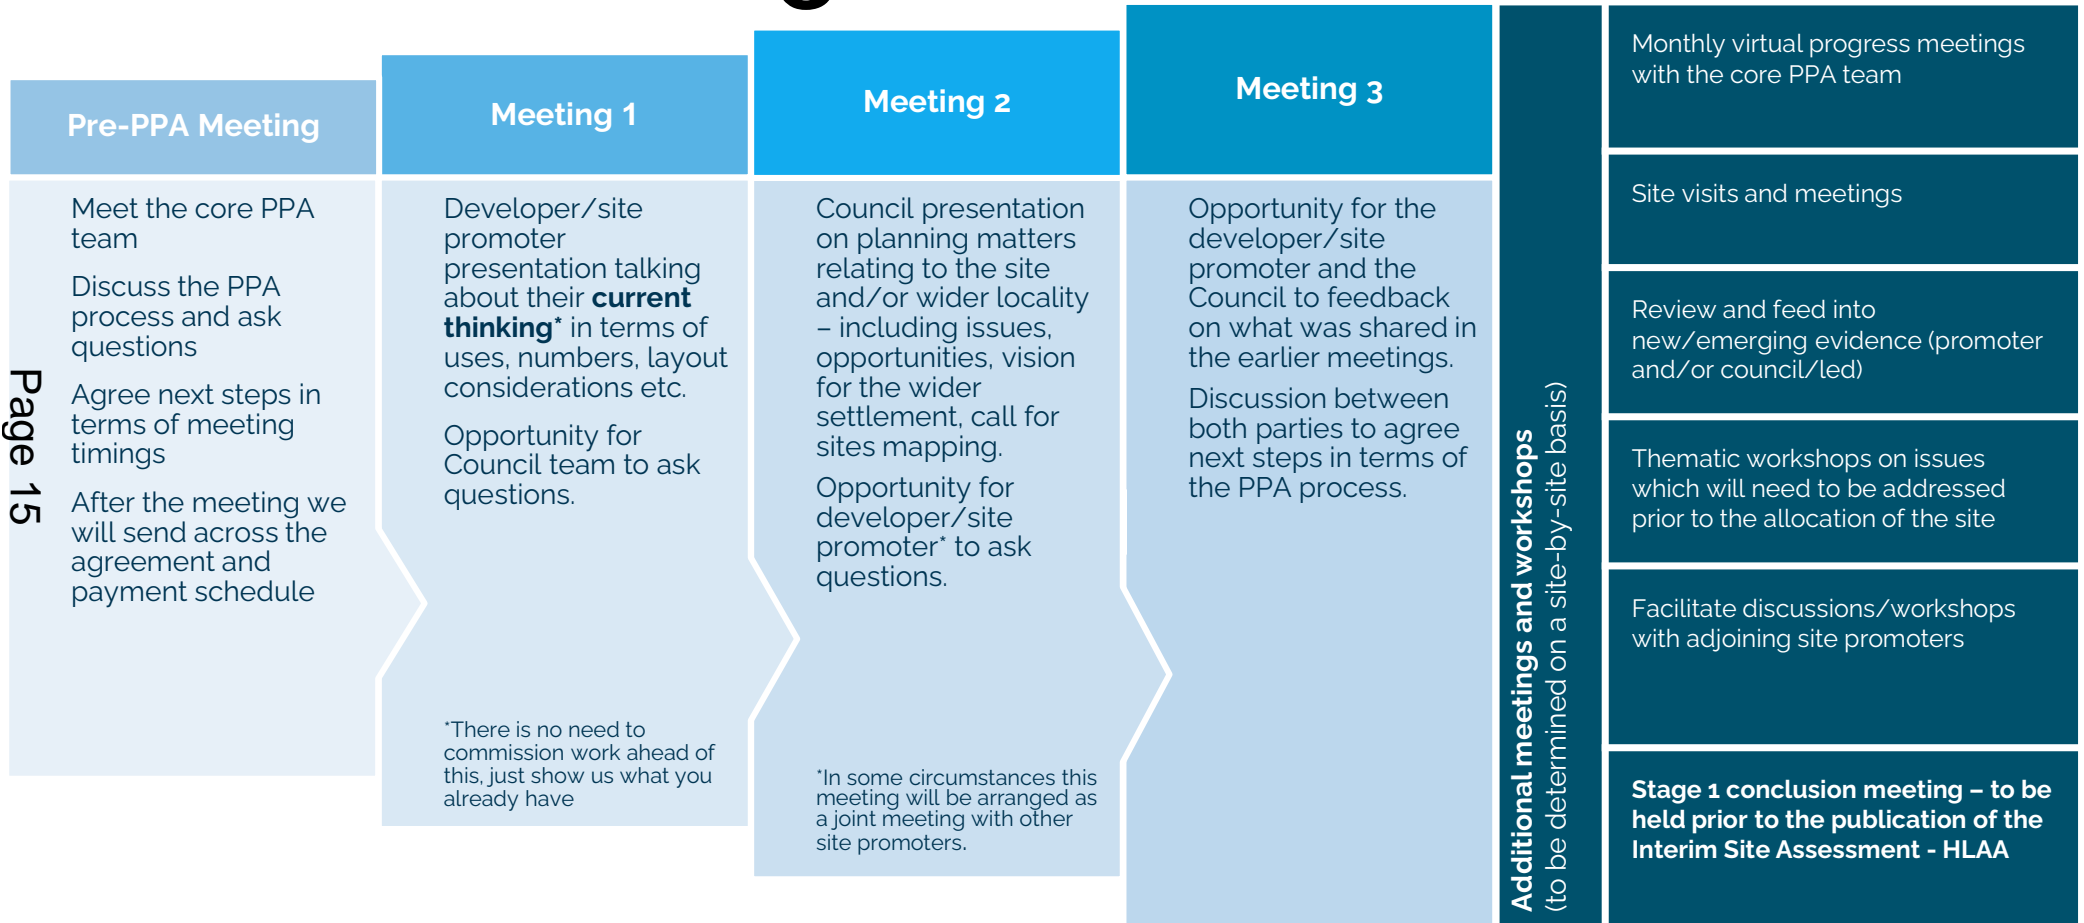 Pre-PPA Meeting
Meet the core PPA
team
Discuss the PPA
process and ask
questions
Agree next steps in
terms of meeting
timings
After the meeting we
will send across the
agreement and
payment schedule
Meeting 1
Developer/site
promoter
presentation talking
about their current
thinking* in terms of
uses, numbers, layout
considerations etc.
Opportunity for
Council team to ask
questions.
*There is no need to
commission work ahead of
this, just show us what you
already have
Meeting 2
Council presentation
on planning matters
relating to the site
and/or wider locality
– including issues,
opportunities, vision
for the wider
settlement, call for
sites mapping.
Opportunity for
developer/site
promoter* to ask
questions.
*In some circumstances this
meeting will be arranged as
a joint meeting with other
site promoters.
Meeting 3
Opportunity for the
developer/site
promoter and the
Council to feedback
on what was shared in
the earlier meetings.
Discussion between
both parties to agree
next steps in terms of
the PPA process.
Additional meetings and workshops
(to be determined on a site-by-site basis)
Monthly virtual progress meetings
with the core PPA team
Site visits and meetings
Review and feed into
new/emerging evidence (promoter
and/or council/led)
Thematic workshops on issues
which will need to be addressed
prior to the allocation of the site
Facilitate discussions/workshops
with adjoining site promoters
Stage 1 conclusion meeting – to be
held prior to the publication of the
Interim Site Assessment - HLAA
Page 15